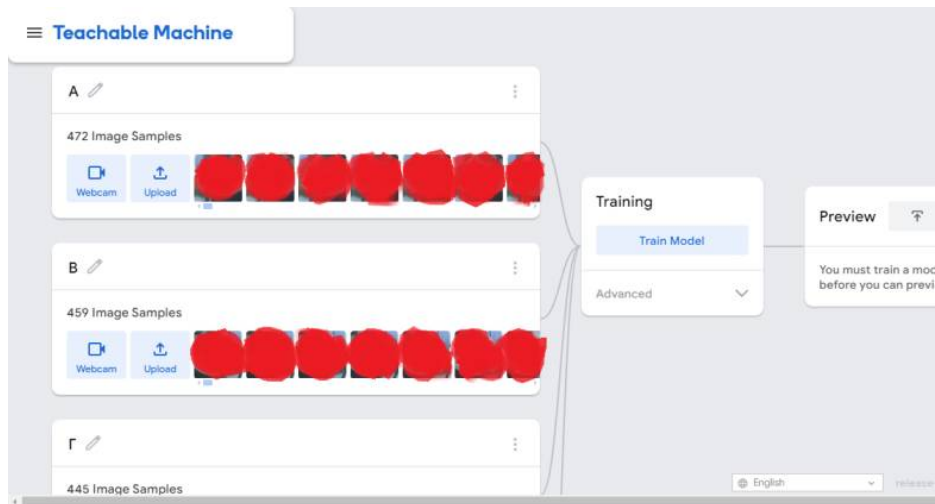 Teachable Machine
Α
472 Image Samples
Webcam
Upload
Β
459 Image Samples
Webcam
Upload
Γ
445 Image Samples
Training
Train Model
Advanced
Preview
You must train a mod
before you can previ
English
release